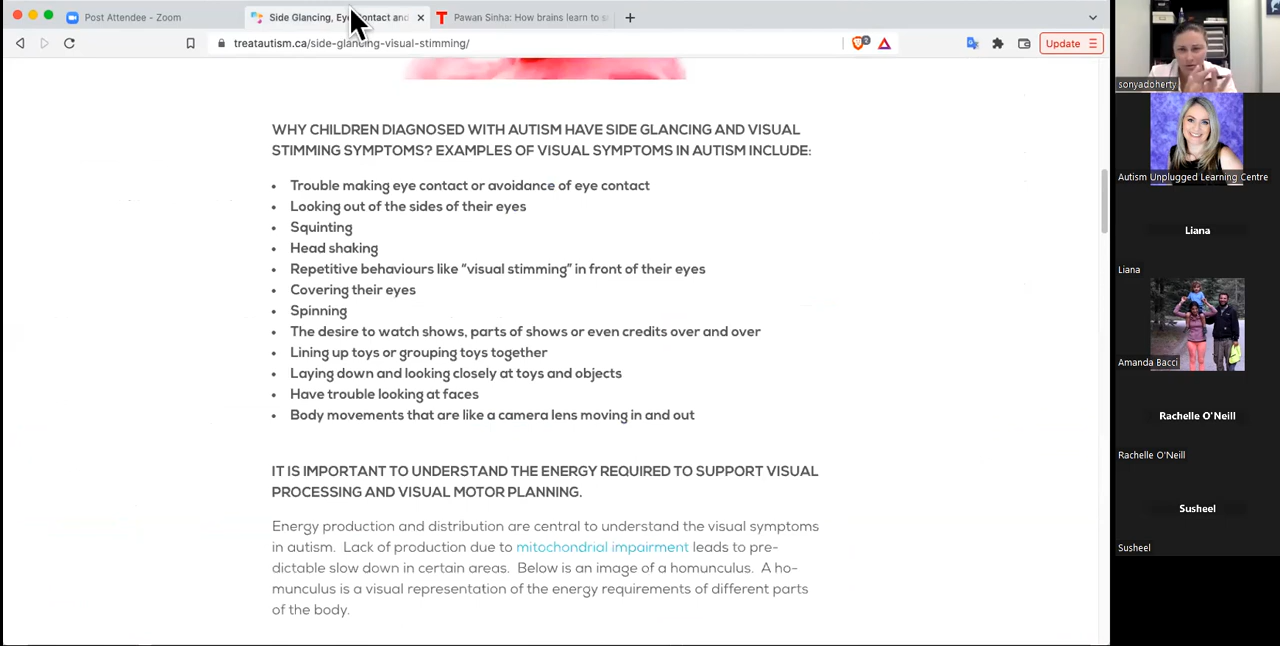 Post Attendee - Zoom
Side Glancing, Eye Contact and
Pawan Sinha: How brains learn to s
treatautism.ca/side-glancing-visual-stimming/
2
Update
WHY CHILDREN DIAGNOSED WITH AUTISM HAVE SIDE GLANCING AND VISUAL
STIMMING SYMPTOMS? EXAMPLES OF VISUAL SYMPTOMS IN AUTISM INCLUDE:
• Trouble making eye contact or avoidance of eye contact
• Looking out of the sides of their eyes
• Squinting
• Head shaking
• Repetitive behaviours like “visual stimming” in front of their eyes
• Covering their eyes
• Spinning
• The desire to watch shows, parts of shows or even credits over and over
• Lining up toys or grouping toys together
• Laying down and looking closely at toys and objects
• Have trouble looking at faces
• Body movements that are like a camera lens moving in and out
IT IS IMPORTANT TO UNDERSTAND THE ENERGY REQUIRED TO SUPPORT VISUAL
PROCESSING AND VISUAL MOTOR PLANNING.
Energy production and distribution are central to understand the visual symptoms
in autism. Lack of production due to mitochondrial impairment leads to pre-
dictable slow down in certain areas. Below is an image of a homunculus. A ho-
munculus is a visual representation of the energy requirements of different parts
of the body.
sonyadoherty
Autism Unplugged Learning Centre
Liana
Liana
Amanda Bacci
Rachelle O'Neill
Rachelle O'Neill
Susheel
Susheel